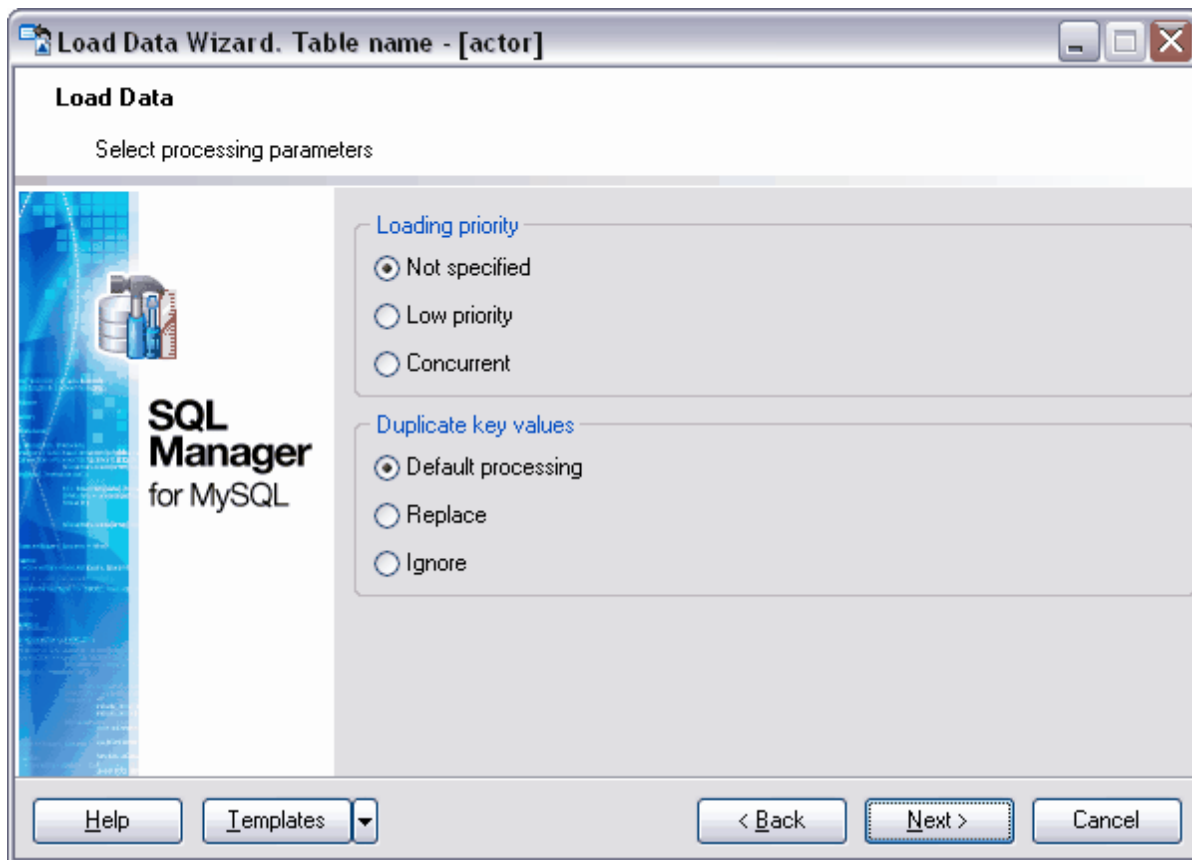 Load Data Wizard. Table name - [actor]
Load Data
Select processing parameters
SQL
Manager
for MySQL
Loading priority
Not specified
Low priority
Concurrent
Duplicate key values
Default processing
Replace
Ignore
Help
Templates
< Back
Next >
Cancel